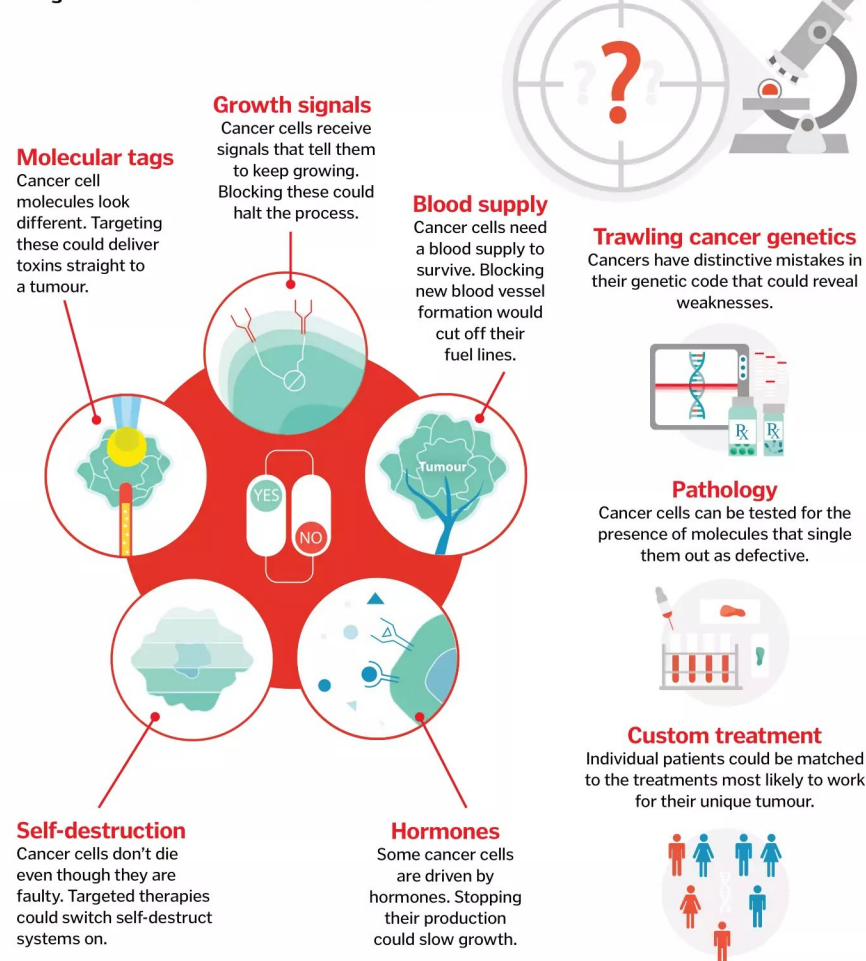 Growth signals
Cancer cells receive
signals that tell them
to keep growing.
Blocking these could
halt the process.
Molecular tags
Cancer cell
molecules look
different. Targeting
these could deliver
toxins straight to
a tumour.
Blood supply
Cancer cells need
a blood supply to
survive. Blocking
new blood vessel
formation would
cut off their
fuel lines.
Tumour
YES
NO
Self-destruction
Cancer cells don't die
even though they are
faulty. Targeted therapies
could switch self-destruct
systems on.
Hormones
Some cancer cells
are driven by
hormones. Stopping
their production
could slow growth.
? ? ?
Trawling cancer genetics
Cancers have distinctive mistakes in
their genetic code that could reveal
weaknesses.
Rx
Rx
Pathology
Cancer cells can be tested for the
presence of molecules that single
them out as defective.
Custom treatment
Individual patients could be matched
to the treatments most likely to work
for their unique tumour.